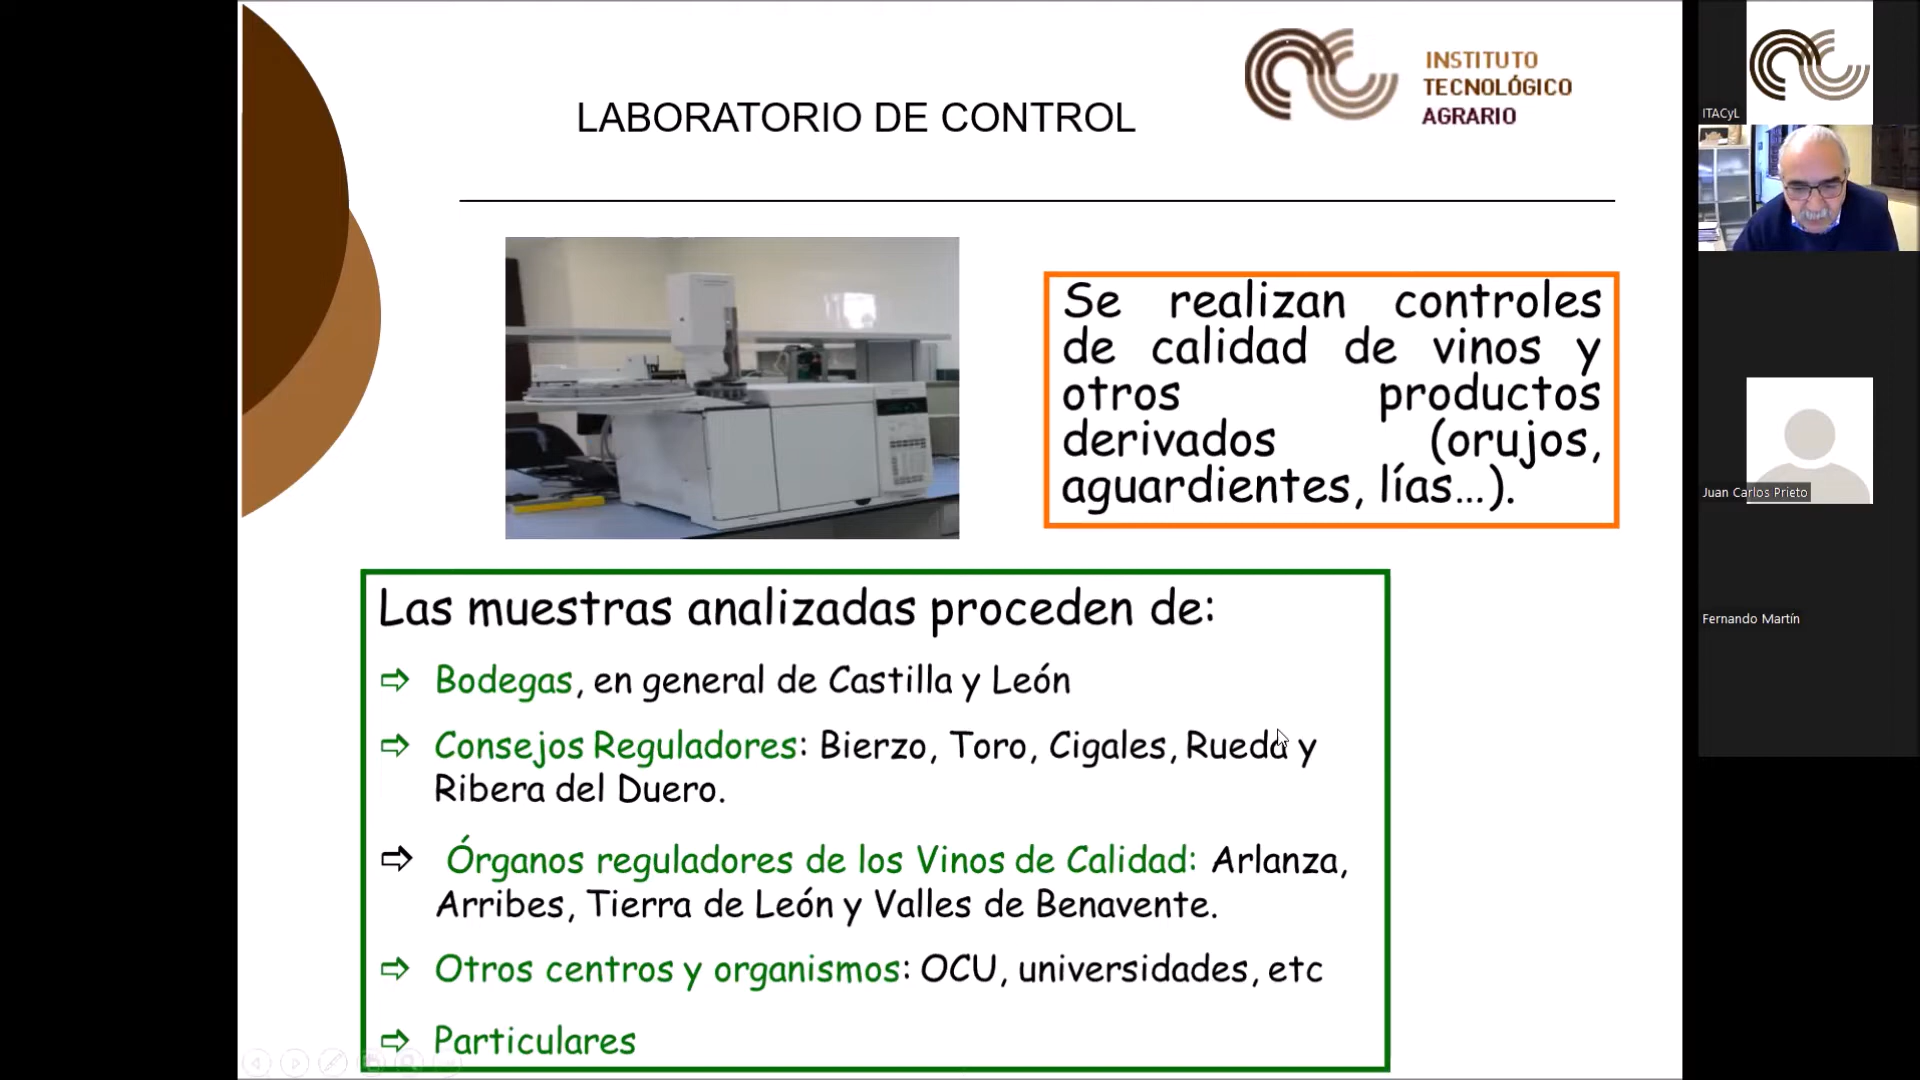 LABORATORIO DE CONTROL
INSTITUTO
TECNOLÓGICO
AGRARIO
Se realizan controles
de calidad de vinos y
otros productos
derivados (orujos,
aguardientes, lías...).
Las muestras analizadas proceden de:
⇨ Bodegas, en general de Castilla y León
⇨ Consejos Reguladores: Bierzo, Toro, Cigales, Rueda y
Ribera del Duero.
⇨ Órganos reguladores de los Vinos de Calidad: Arlanza,
Arribes, Tierra de León y Valles de Benavente.
⇨ Otros centros y organismos: OCU, universidades, etc
⇨ Particulares
ITACyL
Juan Carlos Prieto
Fernando Martín